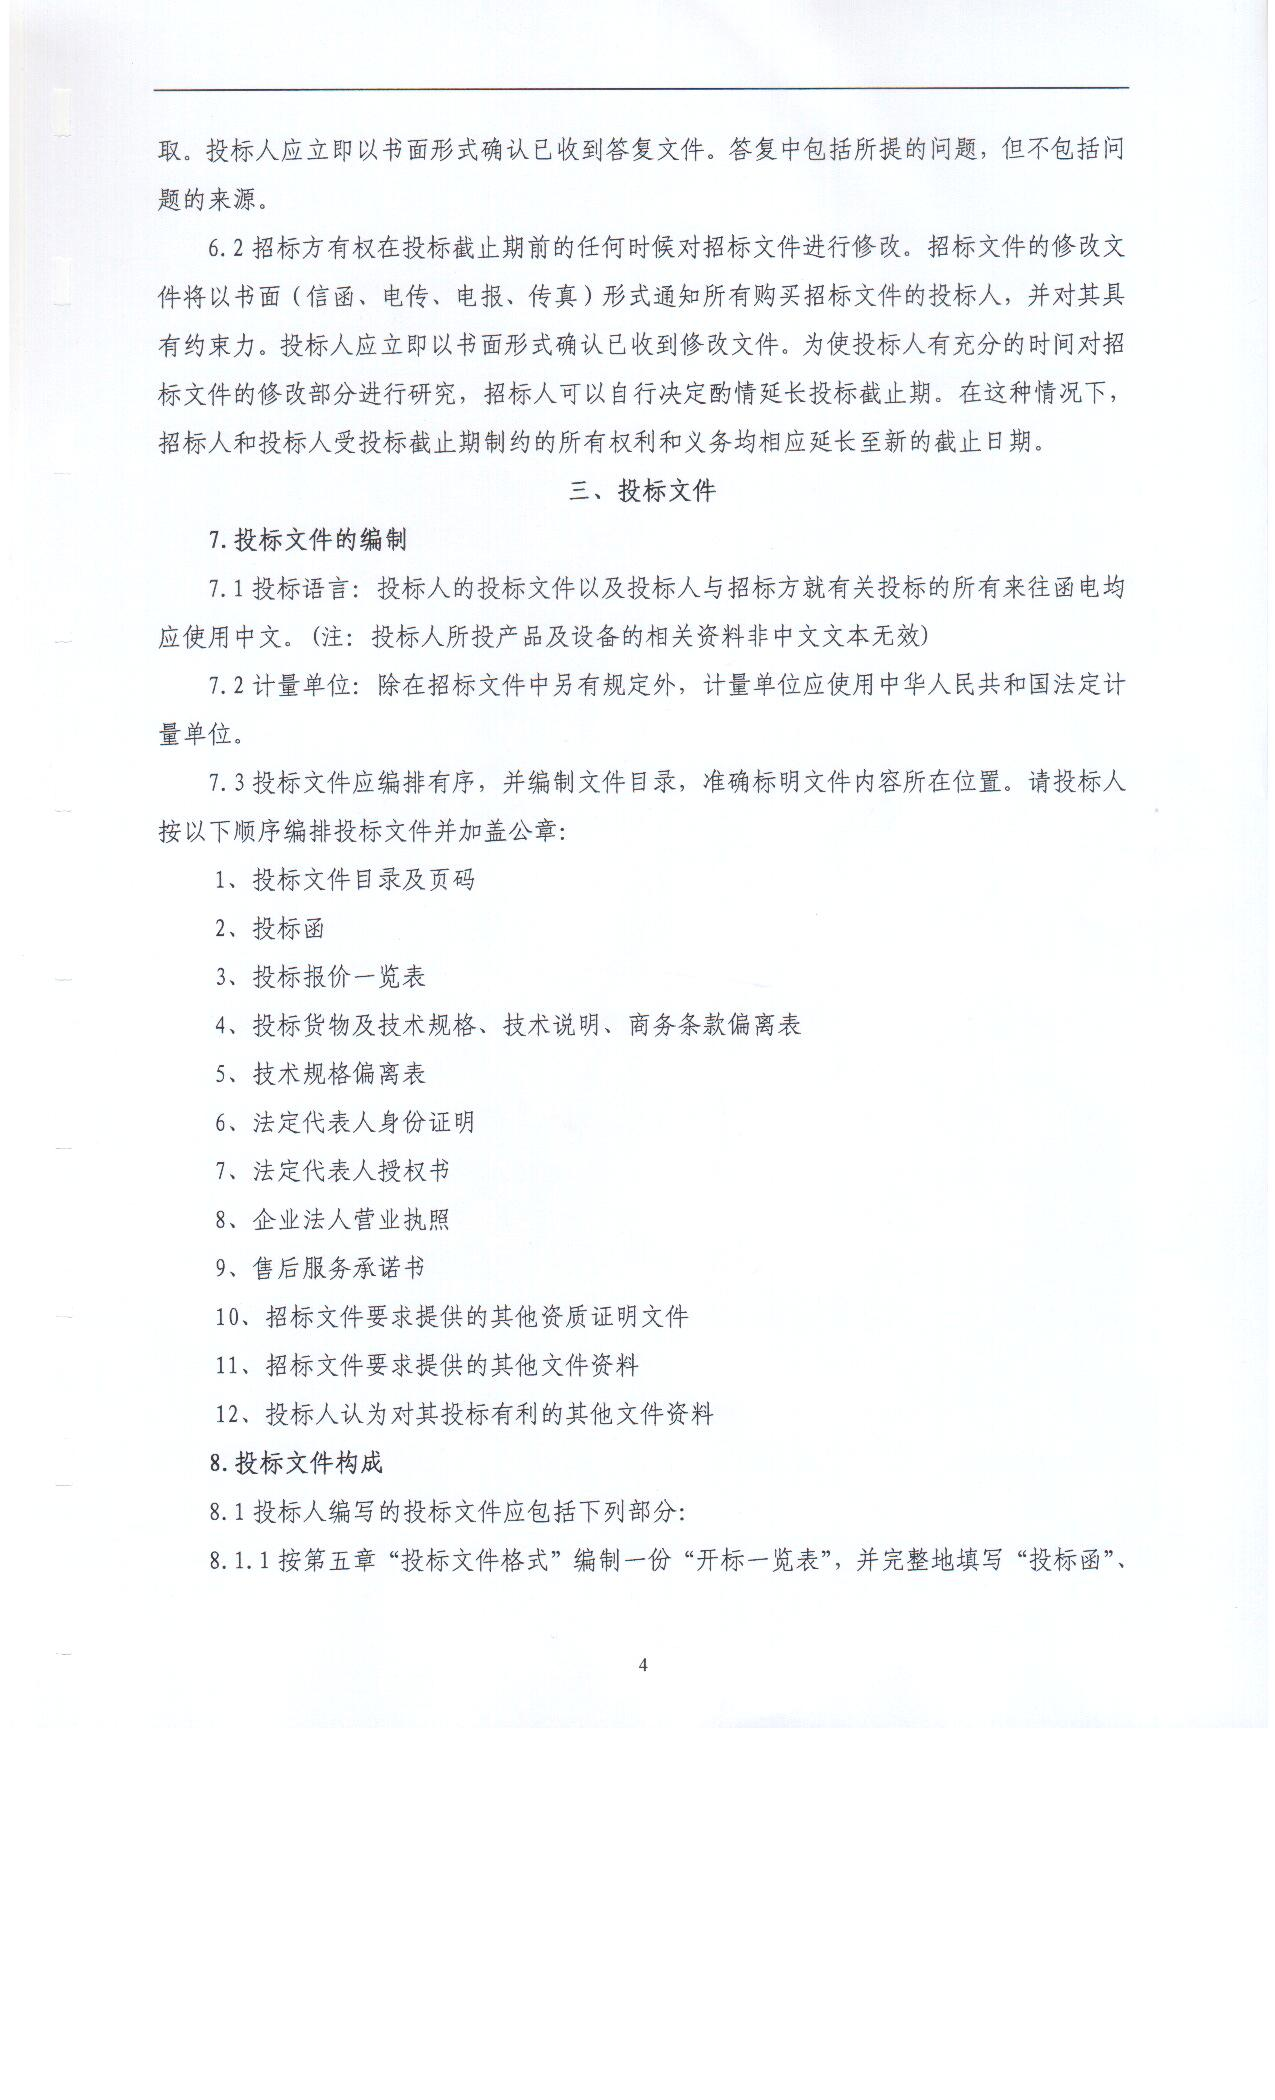 取。投标人应立即以书面形式确认已收到答复文件。答复中包括所提的问题，但不包括问
题的来源。
6.2 招标方有权在投标截止期前的任何时候对招标文件进行修改。招标文件的修改文
件将以书面（信函、电传、电报、传真）形式通知所有购买招标文件的投标人，并对其具
有约束力。投标人应立即以书面形式确认已收到修改文件。为使投标人有充分的时间对招
标文件的修改部分进行研究，招标人可以自行决定酌情延长投标截止期。在这种情况下，
招标人和投标人受投标截止期制约的所有权利和义务均相应延长至新的截止日期。
三、投标文件
7.投标文件的编制
7.1 投标语言：投标人的投标文件以及投标人与招标方就有关投标的所有来往函电均
应使用中文。(注：投标人所投产品及设备的相关资料非中文文本无效)
7.2 计量单位：除在招标文件中另有规定外，计量单位应使用中华人民共和国法定计
量单位。
7.3 投标文件应编排有序，并编制文件目录，准确标明文件内容所在位置。请投标人
按以下顺序编排投标文件并加盖公章：
1、投标文件目录及页码
2、投标函
3、投标报价一览表
4、投标货物及技术规格、技术说明、商务条款偏离表
5、技术规格偏离表
6、法定代表人身份证明
7、法定代表人授权书
8、企业法人营业执照
9、售后服务承诺书
10、招标文件要求提供的其他资质证明文件
11、招标文件要求提供的其他文件资料
12、投标人认为对其投标有利的其他文件资料
8.投标文件构成
8.1 投标人编写的投标文件应包括下列部分：
8.1.1 按第五章“投标文件格式”编制一份“开标一览表”，并完整地填写“投标函”、
4